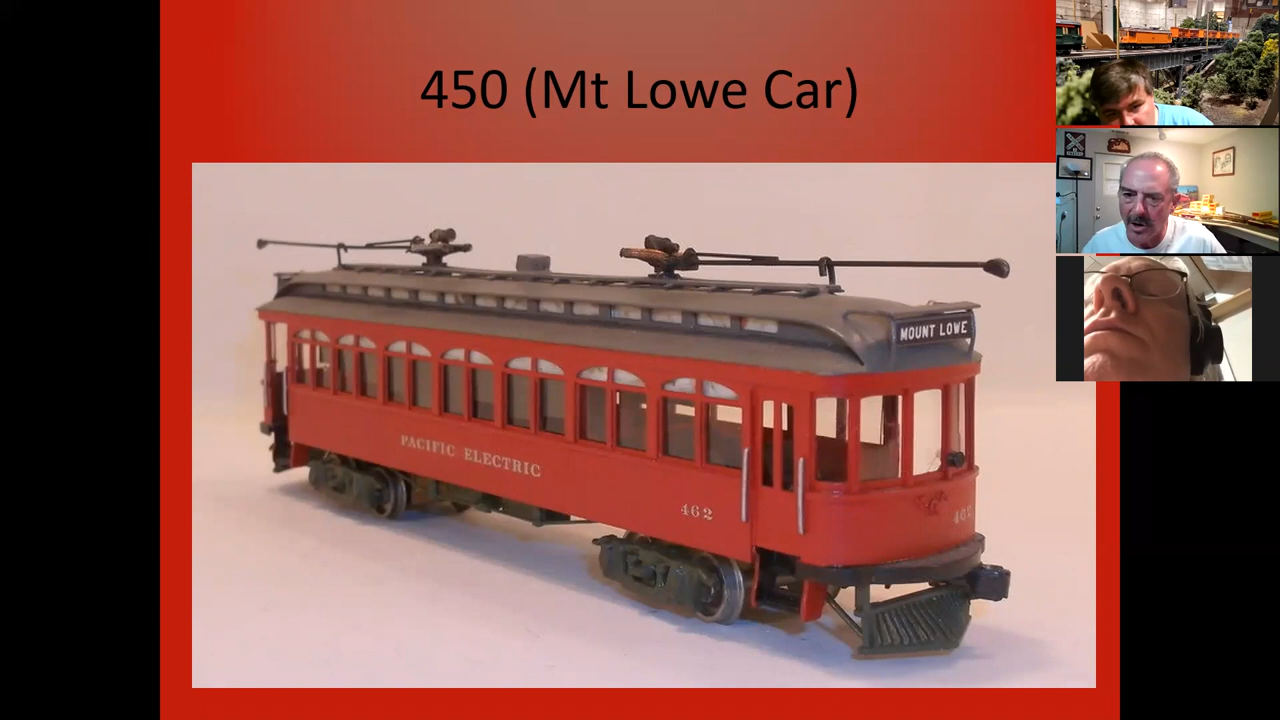 450 (Mt Lowe Car)
MOUNT LOWE
PACIFIC ELECTRIC
462
462